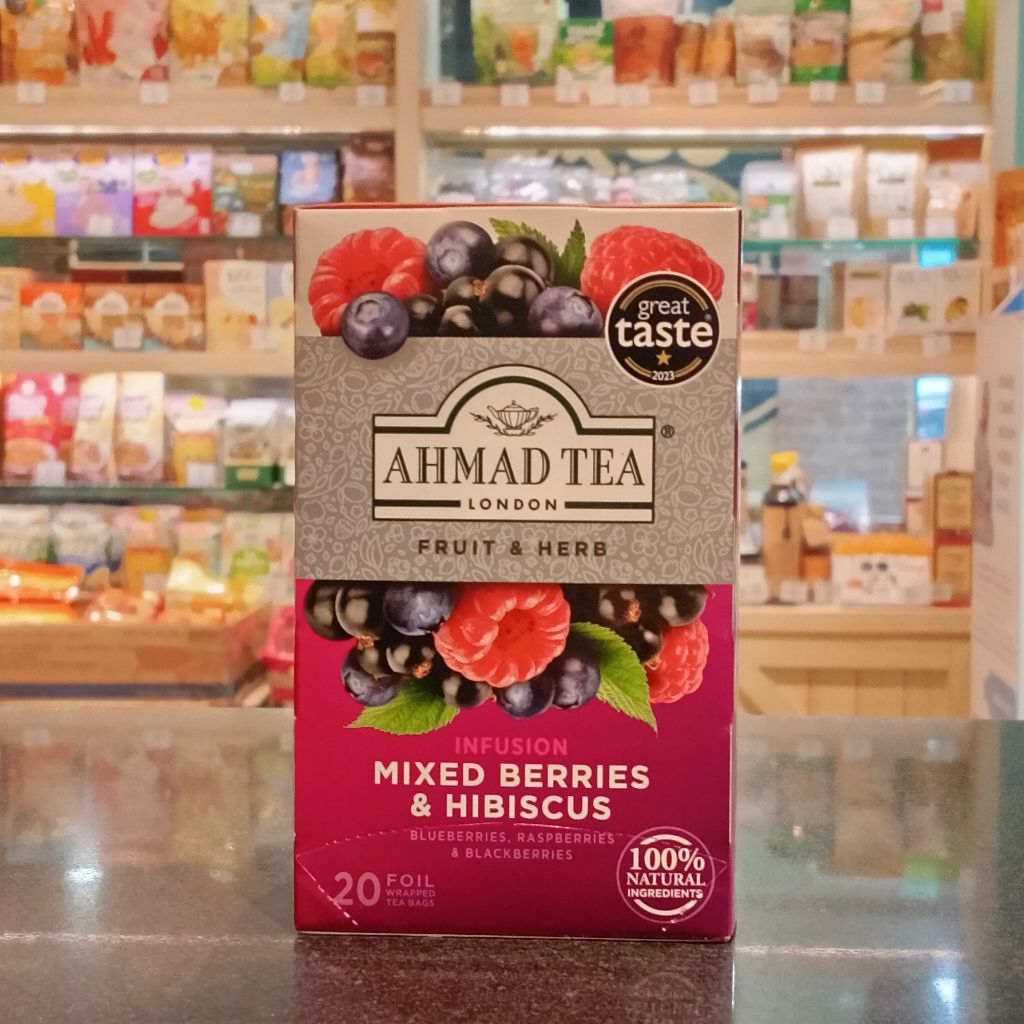 great
taste
2023
AHMAD TEA
®
LONDON
FRUIT & HERB
INFUSION
MIXED BERRIES
& HIBISCUS
BLUEBERRIES, RASPBERRIES
& BLACKBERRIES
20 FOIL
WRAPPED
TEA BAGS
100%
NATURAL
INGREDIENTS